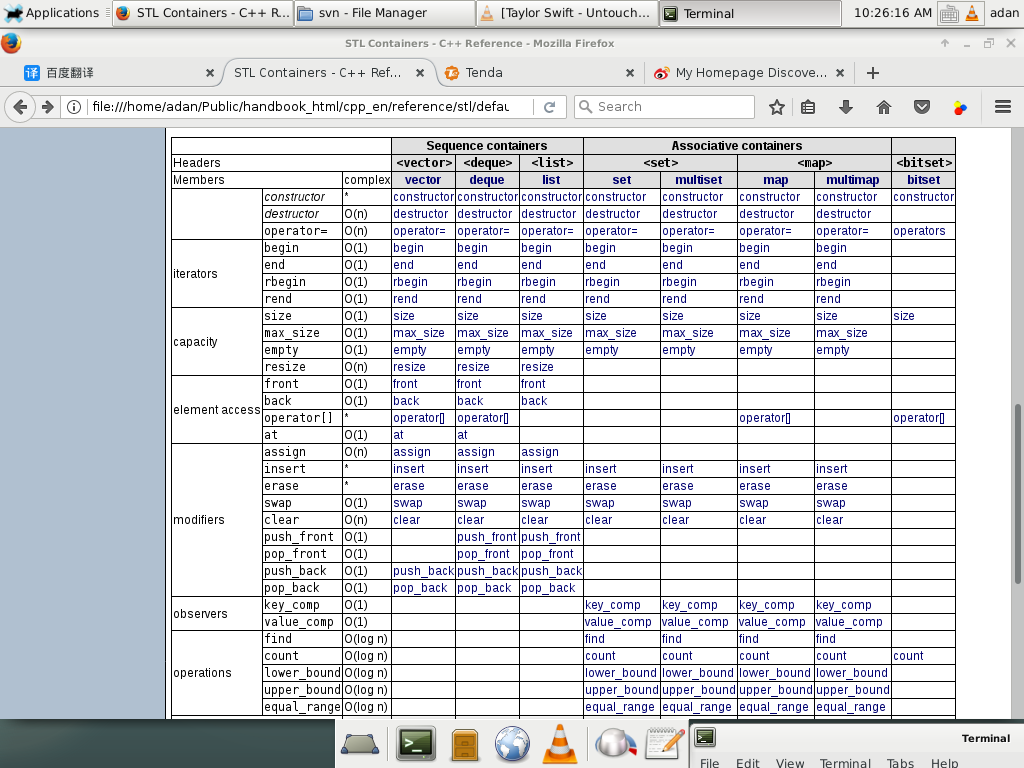 Applications STL Containers - C++ R... svn - File Manager [Taylor Swift - Untouch... Terminal 10:26:16 AM adan
STL Containers - C++ Reference - Mozilla Firefox
译 百度翻译 STL Containers - C++ Ref... Tenda My Homepage Discove...
file:///home/adan/Public/handbook_html/cpp_en/reference/stl/defau Search
Sequence containers Associative containers
Headers <vector> <deque> <list> <set> <map> <bitset>
Members complex vector deque list set multiset map multimap bitset
constructor * constructor constructor constructor constructor constructor constructor constructor constructor
destructor O(n) destructor destructor destructor destructor destructor destructor destructor
operator= O(n) operator= operator= operator= operator= operator= operator= operator= operators
iterators
begin O(1) begin begin begin begin begin begin begin
end O(1) end end end end end end end
rbegin O(1) rbegin rbegin rbegin rbegin rbegin rbegin rbegin
rend O(1) rend rend rend rend rend rend rend
capacity
size O(1) size size size size size size size size
max_size O(1) max_size max_size max_size max_size max_size max_size max_size
empty O(1) empty empty empty empty empty empty empty
resize O(n) resize resize resize
element access
front O(1) front front front
back O(1) back back back
operator[] * operator[] operator[] operator[] operator[]
at O(1) at at
modifiers
assign O(n) assign assign assign
insert * insert insert insert insert insert insert insert
erase * erase erase erase erase erase erase erase
swap O(1) swap swap swap swap swap swap swap
clear O(n) clear clear clear clear clear clear clear
push_front O(1) push_front push_front
pop_front O(1) pop_front pop_front
push_back O(1) push_back push_back push_back
pop_back O(1) pop_back pop_back pop_back
observers
key_comp O(1) key_comp key_comp key_comp key_comp
value_comp O(1) value_comp value_comp value_comp value_comp
operations
find O(log n) find find find find
count O(log n) count count count count count
lower_bound O(log n) lower_bound lower_bound lower_bound lower_bound
upper_bound O(log n) upper_bound upper_bound upper_bound upper_bound
equal_range O(log n) equal_range equal_range equal_range equal_range
Terminal
File Edit View Terminal Tabs Help